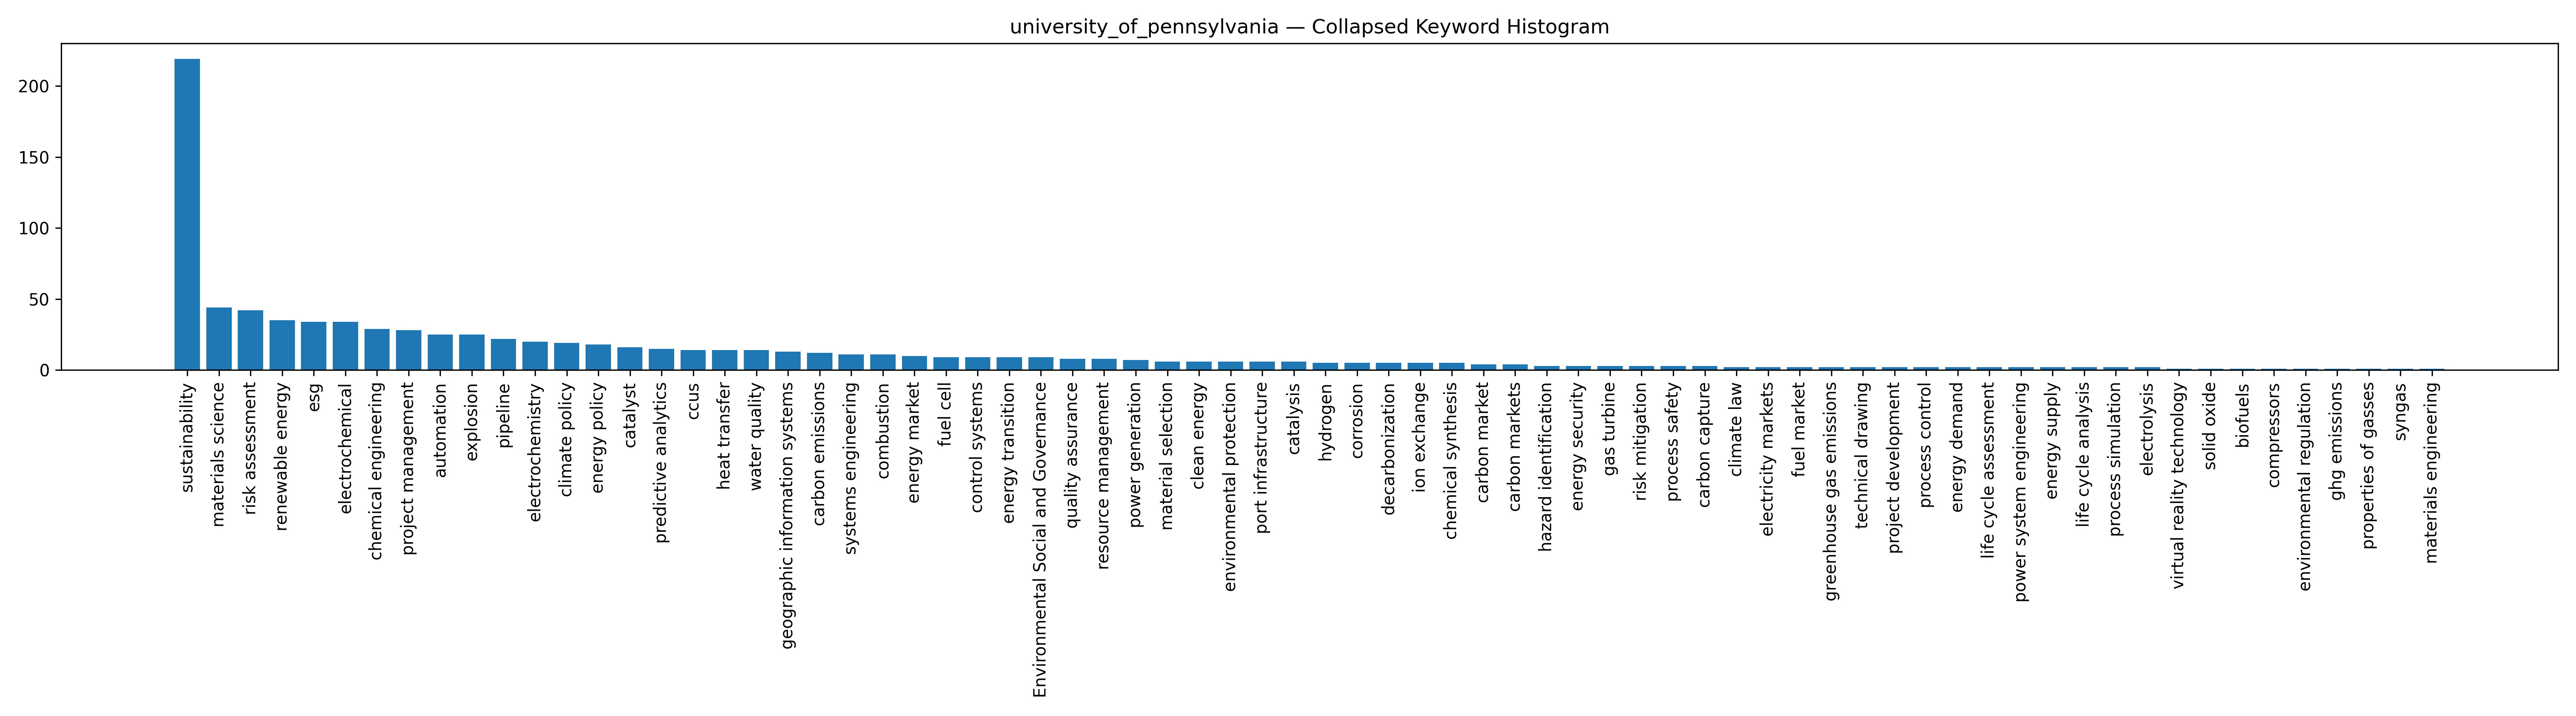 university_of_pennsylvania — Collapsed Keyword Histogram
200
150
100
50
0
sustainability
materials science
risk assessment
renewable energy
esg
electrochemical
chemical engineering
project management
automation
explosion
pipeline
electrochemistry
climate policy
energy policy
catalyst
predictive analytics
ccus
heat transfer
water quality
geographic information systems
carbon emissions
systems engineering
combustion
energy market
fuel cell
control systems
energy transition
Environmental Social and Governance
quality assurance
resource management
power generation
material selection
clean energy
environmental protection
port infrastructure
catalysis
hydrogen
corrosion
decarbonization
ion exchange
chemical synthesis
carbon market
carbon markets
hazard identification
energy security
gas turbine
risk mitigation
process safety
carbon capture
climate law
electricity markets
fuel market
greenhouse gas emissions
technical drawing
project development
process control
energy demand
life cycle assessment
power system engineering
energy supply
life cycle analysis
process simulation
electrolysis
virtual reality technology
solid oxide
biofuels
compressors
environmental regulation
ghg emissions
properties of gasses
syngas
materials engineering